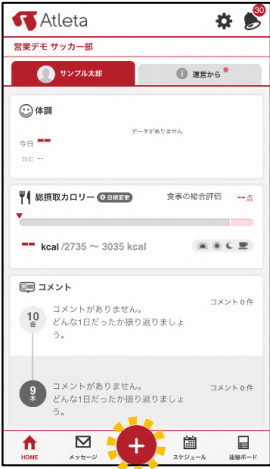 Atleta
30
営業デモ サッカー部
サンプル太郎
運営から
体調
データがありません
今日 --
昨日 --
総摂取カロリー 目標変更 食事の総合評価 --点
-- kcal /2735 ~ 3035 kcal
コメント
10
金
コメントがありません。
どんな1日だったか振り返りましょ
う。
コメント 0 件
9
木
コメントがありません。
どんな1日だったか振り返りましょ
う。
コメント 0 件
HOME メッセージ スケジュール 連絡ボード